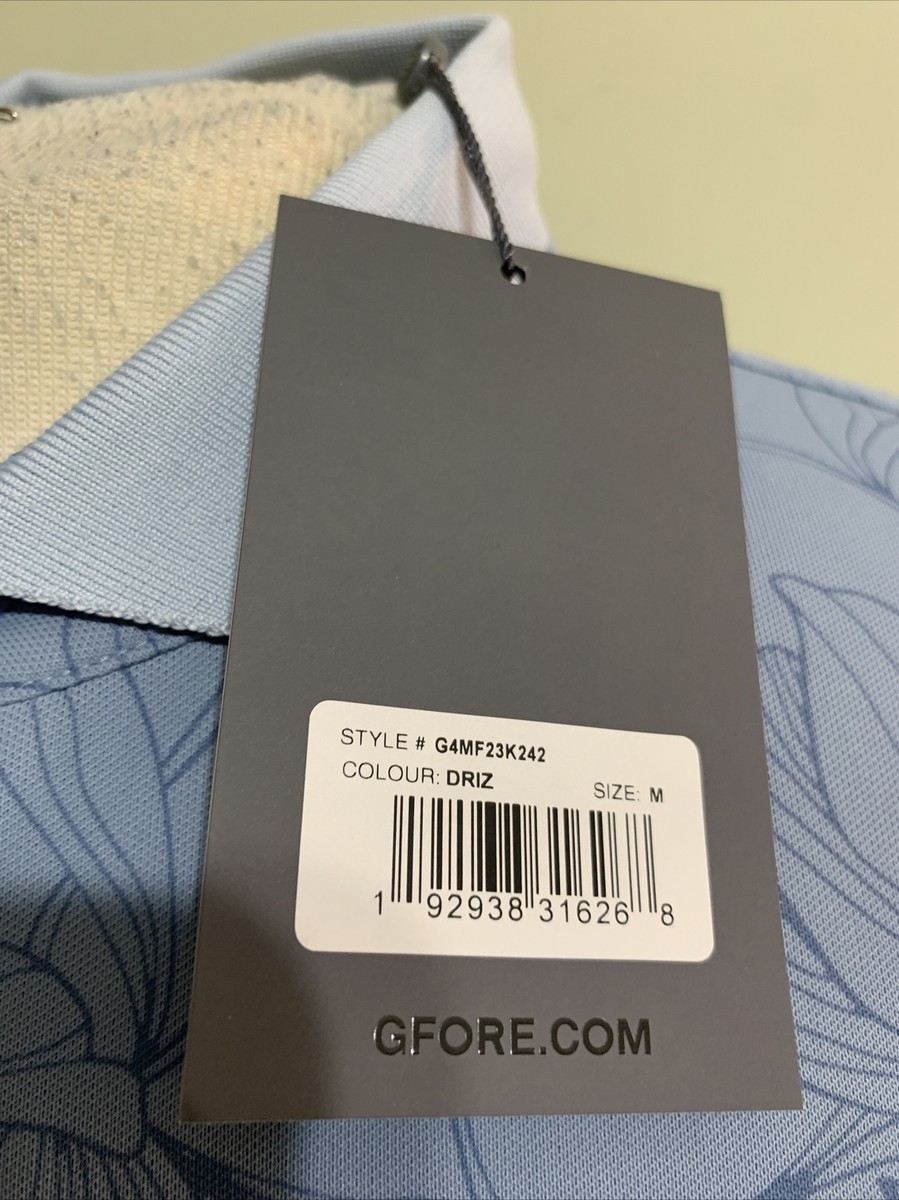 STYLE # G4MF23K242
COLOUR: DRIZ
SIZE: M
1 92938 31626 8
GFORE.COM